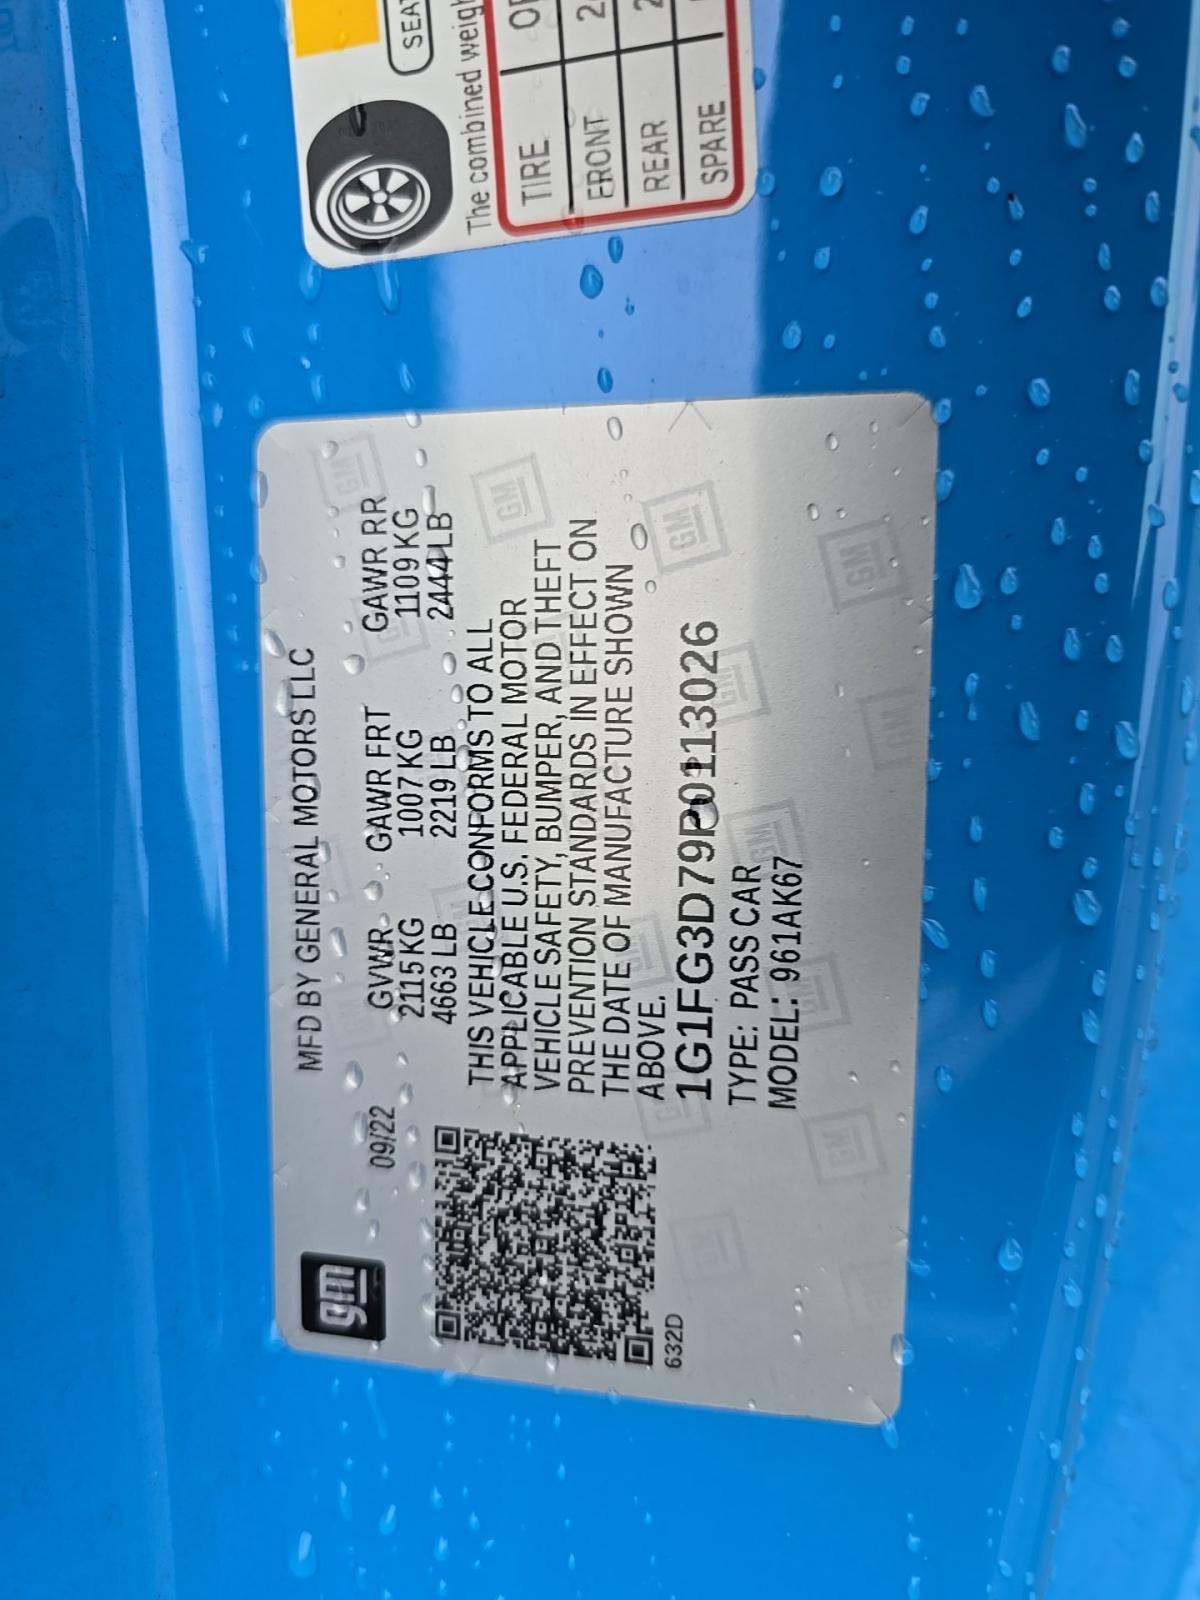 gm
MFD BY GENERAL MOTORS LLC
09/22
GVWR GAWR FRT GAWR RR
2115 KG 1007 KG 1109 KG
4663 LB 2219 LB 2444 LB
THIS VEHICLE CONFORMS TO ALL
APPLICABLE U.S. FEDERAL MOTOR
VEHICLE SAFETY, BUMPER, AND THEFT
PREVENTION STANDARDS IN EFFECT ON
THE DATE OF MANUFACTURE SHOWN
ABOVE.
1G1FG3D79P0113026
TYPE: PASS CAR
MODEL: 961AK67
632D
The combined
TIRE
FRONT
REAR
SPARE